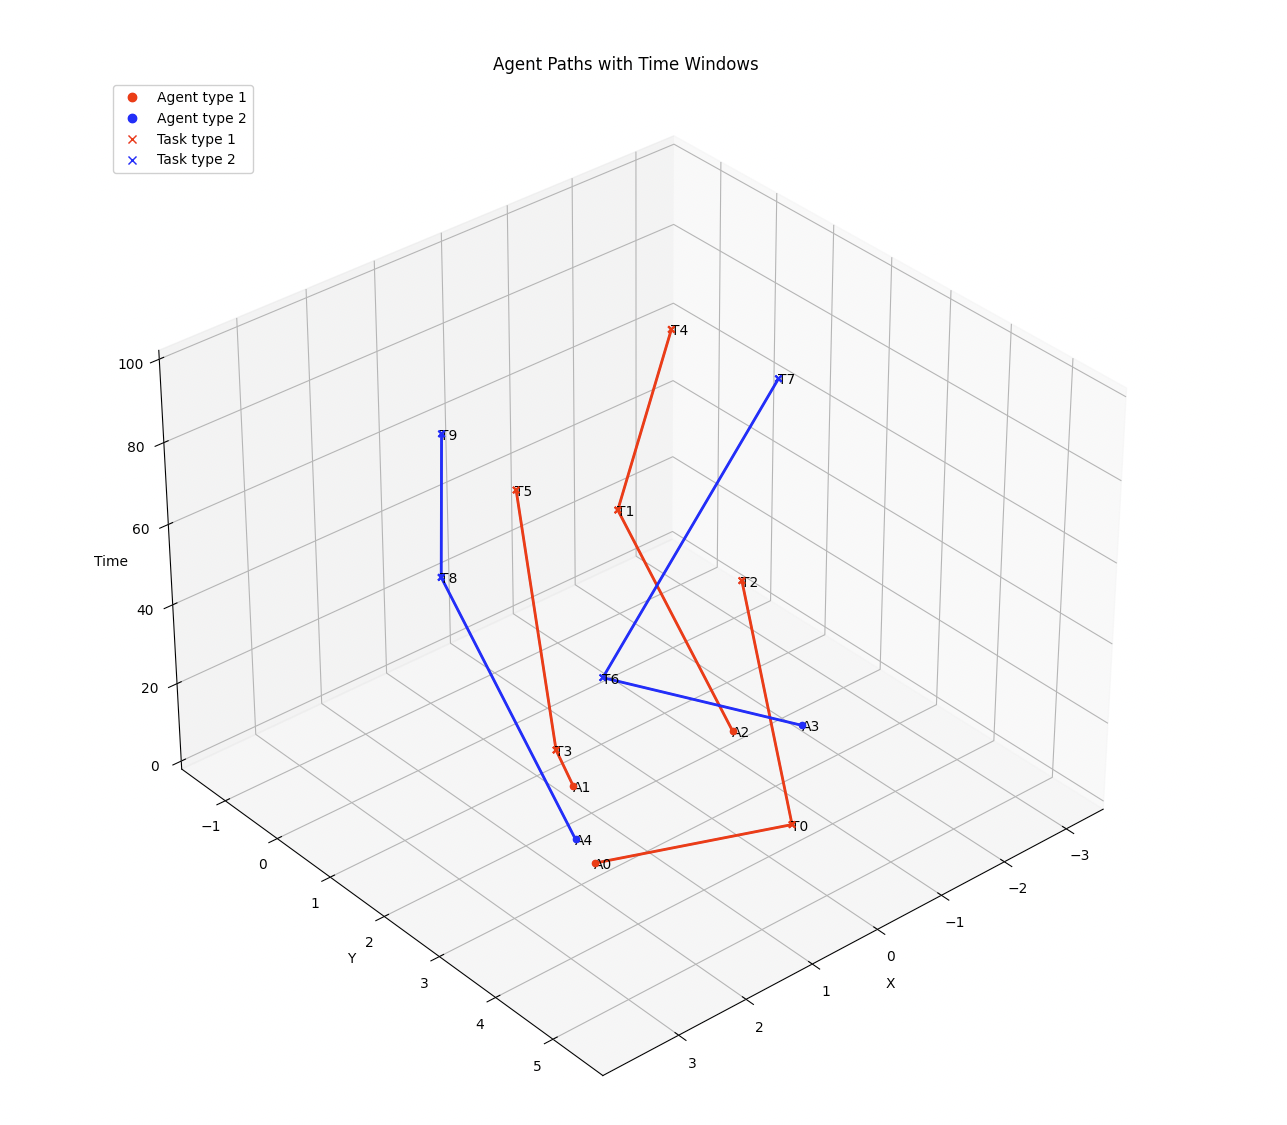 Agent Paths with Time Windows
Agent type 1
Agent type 2
Task type 1
Task type 2
T4
T7
T9
T5
T1
T8
T2
T6
A2
A3
T3
A1
T0
A4
A0
100
80
60
40
20
0
Time
−1
0
1
2
3
4
5
Y
3
2
1
0
−1
−2
−3
X